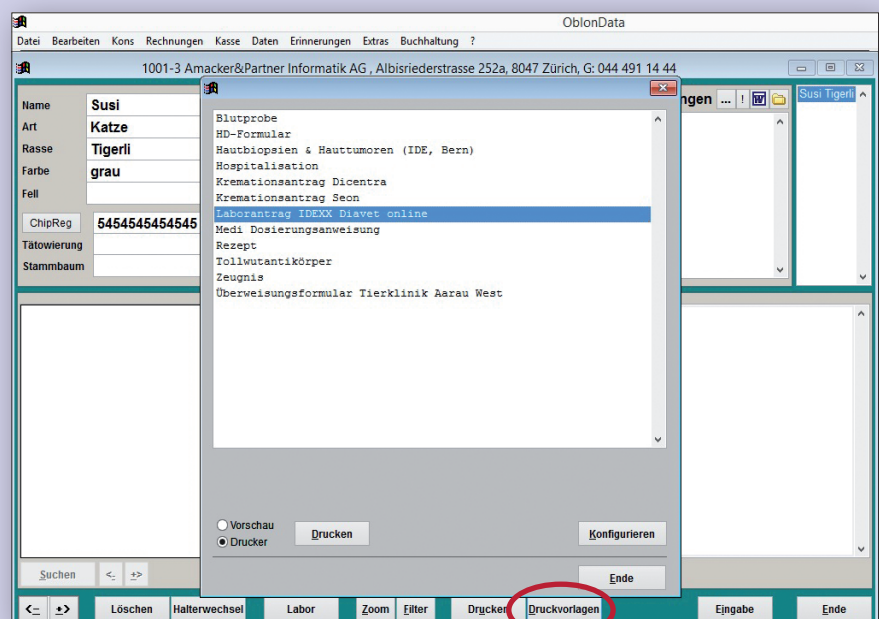 OblonData
Datei Bearbeiten Kons Rechnungen Kasse Daten Erinnerungen Extras Buchhaltung ?
1001-3 Amacker&Partner Informatik AG , Albisriederstrasse 252a, 8047 Zürich, G: 044 491 14 44
Name Susi
Art Katze
Rasse Tigerli
Farbe grau
Fell
ChipReg 5454545454545
Tätowierung
Stammbaum
ngen ... ! W
Susi Tigerli
Blutprobe
HD-Formular
Hautbiopsien & Hauttumoren (IDE, Bern)
Hospitalisation
Kremationsantrag Dicentra
Kremationsantrag Seon
Laborantrag IDEXX Diavet online
Medi Dosierungsanweisung
Rezept
Tollwutantikörper
Zeugnis
Überweisungsformular Tierklinik Aarau West
Vorschau
Drucker
Drucken
Konfigurieren
Ende
Suchen <- +>
<- +> Löschen Halterwechsel Labor Zoom Filter Drucken Druckvorlagen Eingabe Ende